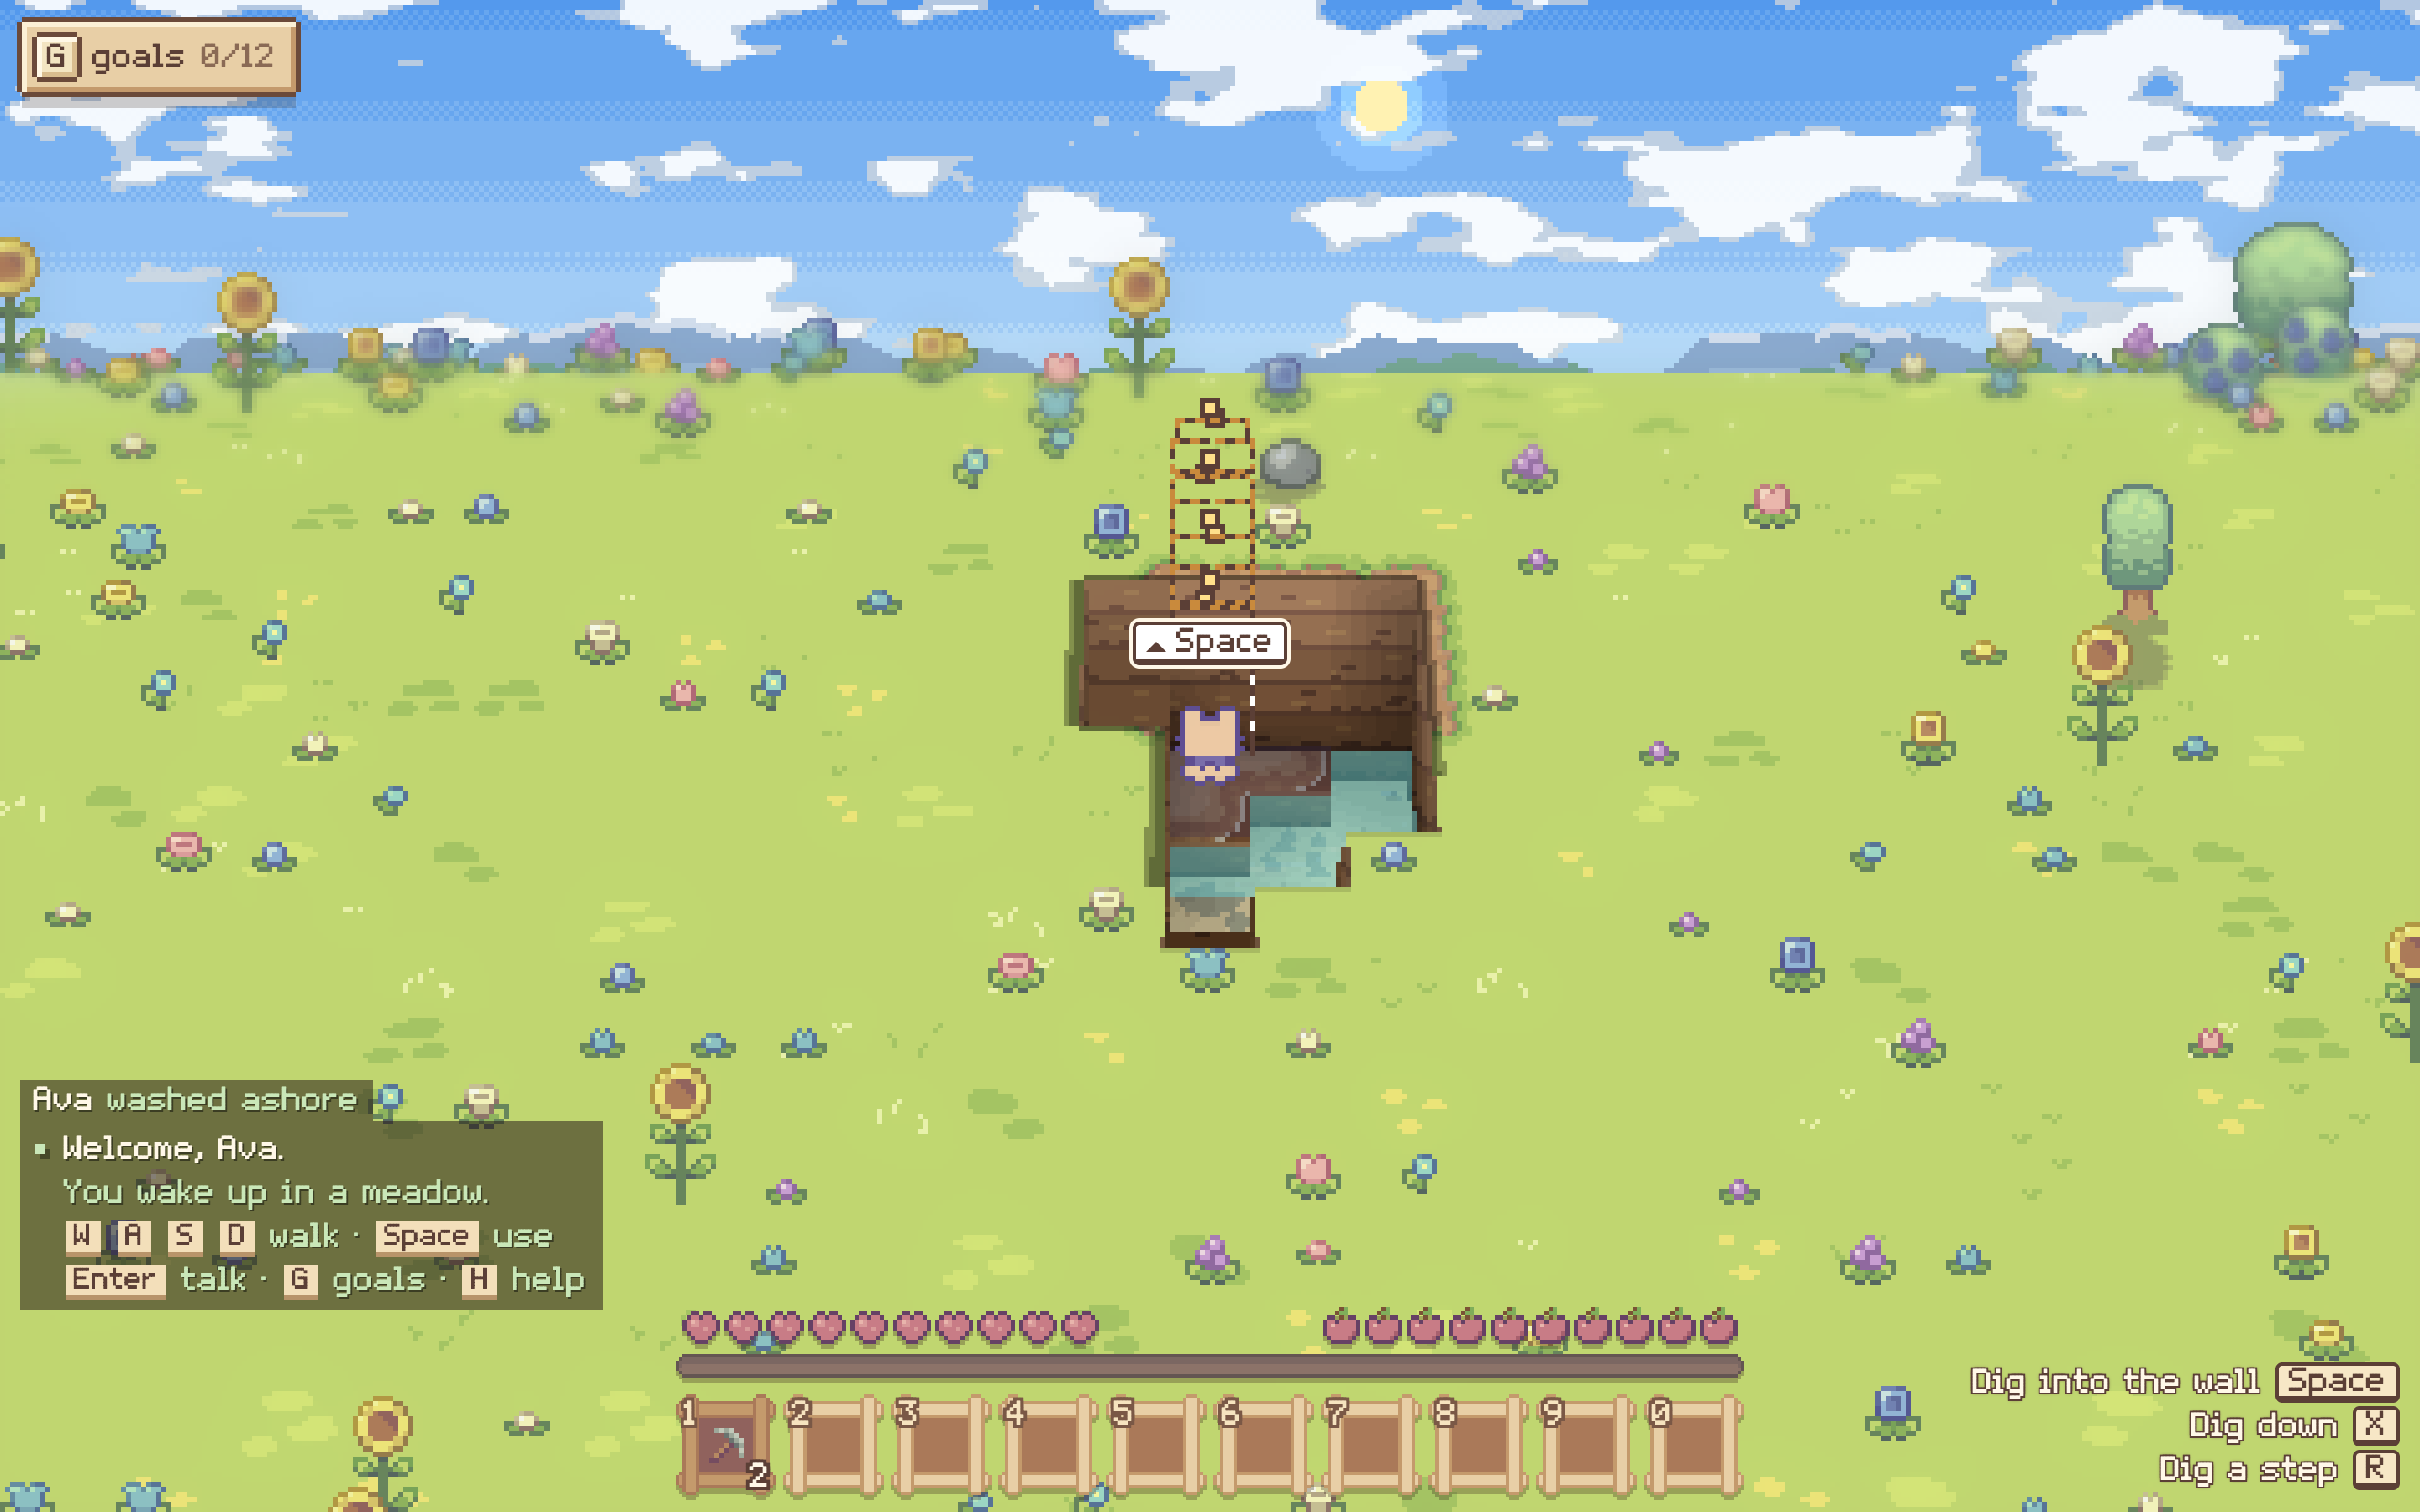 G goals 0/12
Space
Ava washed ashore
Welcome, Ava.
You wake up in a meadow.
W A S D walk · Space use
Enter talk · G goals · H help
1 2 3 4 5 6 7 8 9 0
2
Dig into the wall Space
Dig down X
Dig a step R